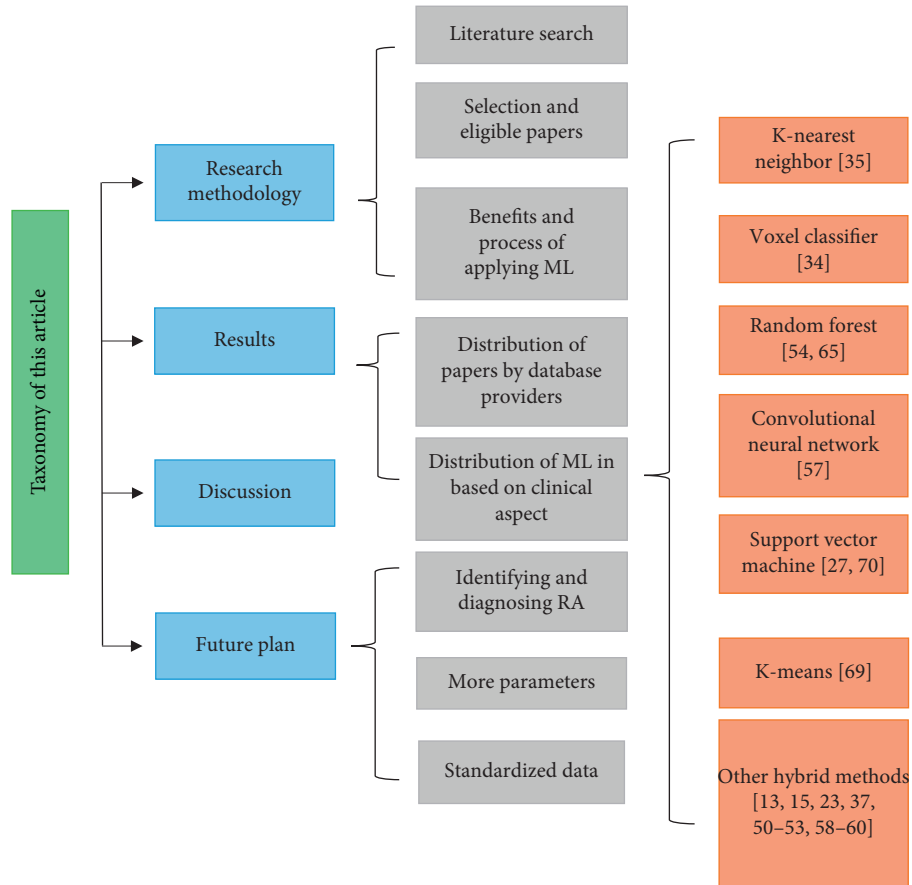 Taxonomy of this article
Research
methodology
Results
Discussion
Future plan
Literature search
Selection and
eligible papers
Benefits and
process of
applying ML
Distribution of
papers by database
providers
Distribution of ML in
based on clinical
aspect
Identifying and
diagnosing RA
More parameters
Standardized data
K-nearest
neighbor [35]
Voxel classifier
[34]
Random forest
[54, 65]
Convolutional
neural network
[57]
Support vector
machine [27, 70]
K-means [69]
Other hybrid methods
[13, 15, 23, 37,
50–53, 58–60]